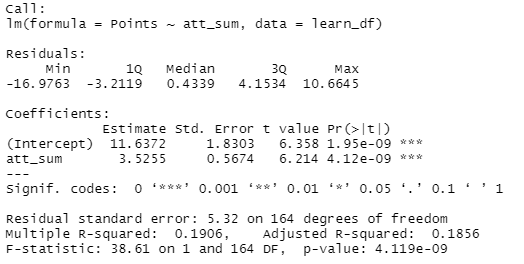 Call:
lm(formula = Points ~ att_sum, data = learn_df)
Residuals:
Min 1Q Median 3Q Max
-16.9763 -3.2119 0.4339 4.1534 10.6645
Coefficients:
Estimate Std. Error t value Pr(>|t|)
(Intercept) 11.6372 1.8303 6.358 1.95e-09 ***
att_sum 3.5255 0.5674 6.214 4.12e-09 ***
---
Signif. codes: 0 ‘***’ 0.001 ‘**’ 0.01 ‘*’ 0.05 ‘.’ 0.1 ‘ ’ 1
Residual standard error: 5.32 on 164 degrees of freedom
Multiple R-squared: 0.1906, Adjusted R-squared: 0.1856
F-statistic: 38.61 on 1 and 164 DF, p-value: 4.119e-09